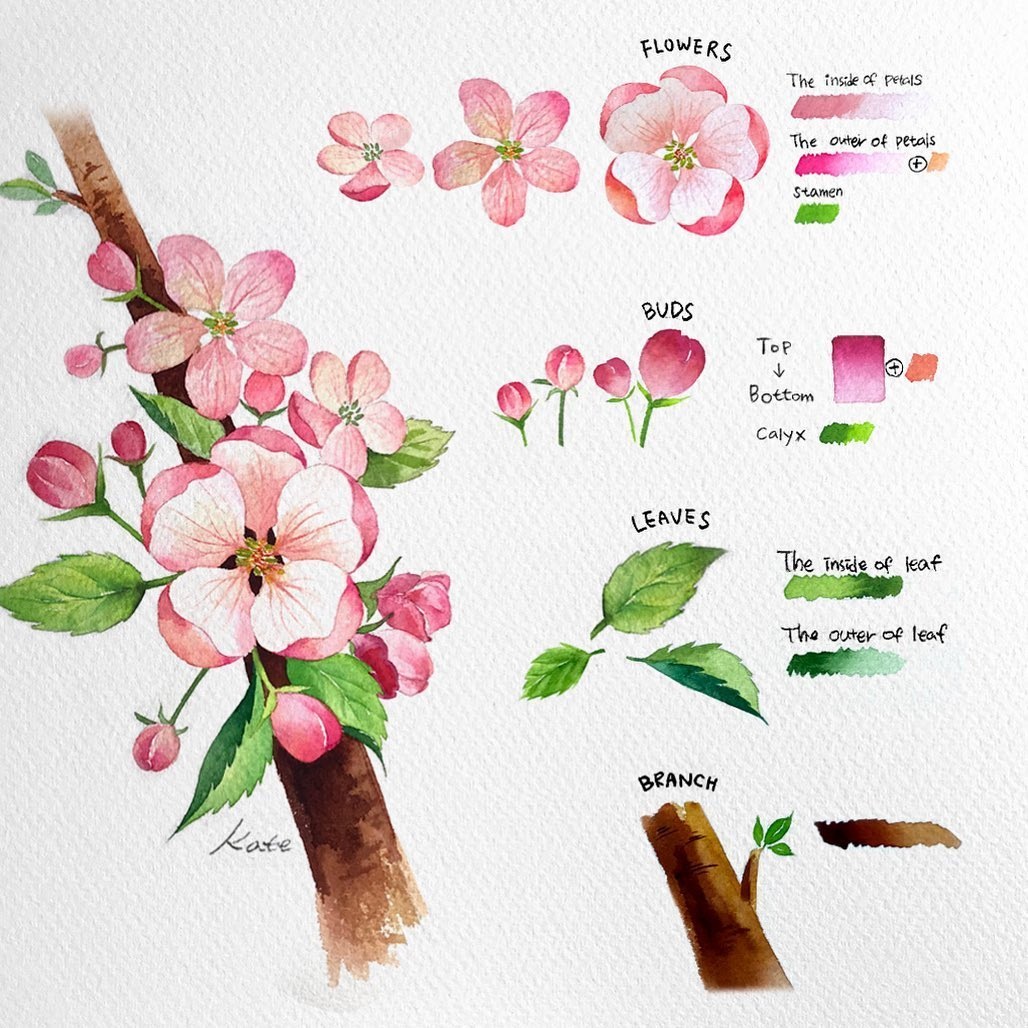 FLOWERS
The inside of petals
The outer of petals
Stamen
BUDS
Top
↓
Bottom
Calyx
LEAVES
The inside of leaf
The outer of leaf
BRANCH
Kate